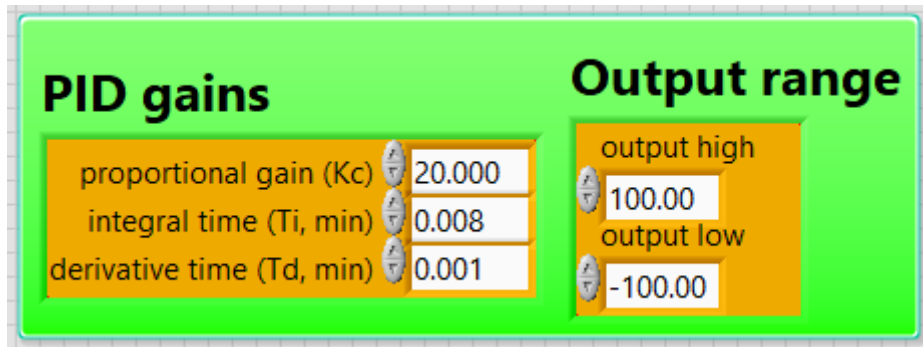 PID gains
proportional gain (Kc) 20.000
integral time (Ti, min) 0.008
derivative time (Td, min) 0.001
Output range
output high
100.00
output low
-100.00